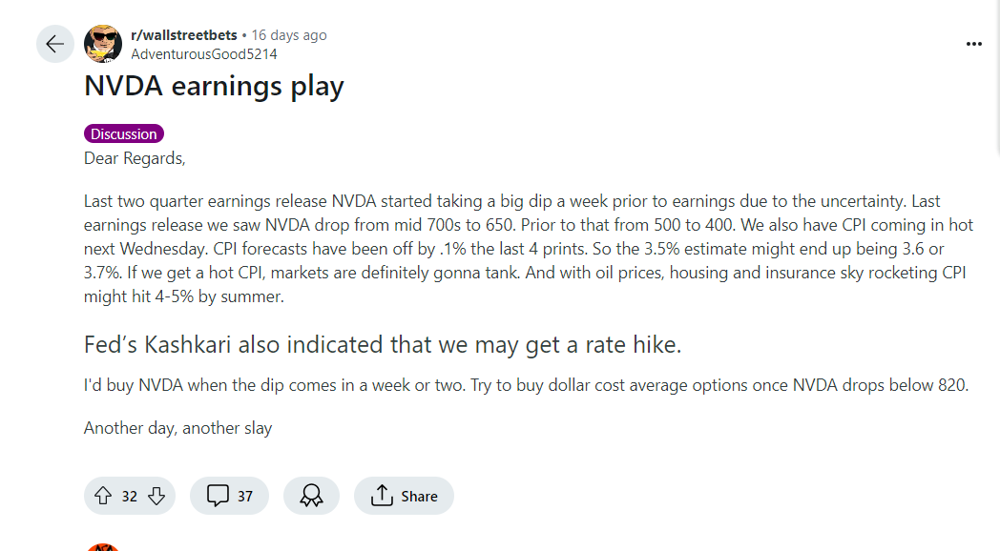 r/wallstreetbets • 16 days ago
AdventurousGood5214
NVDA earnings play
Discussion
Dear Regards,
Last two quarter earnings release NVDA started taking a big dip a week prior to earnings due to the uncertainty. Last
earnings release we saw NVDA drop from mid 700s to 650. Prior to that from 500 to 400. We also have CPI coming in hot
next Wednesday. CPI forecasts have been off by .1% the last 4 prints. So the 3.5% estimate might end up being 3.6 or
3.7%. If we get a hot CPI, markets are definitely gonna tank. And with oil prices, housing and insurance sky rocketing CPI
might hit 4-5% by summer.
Fed’s Kashkari also indicated that we may get a rate hike.
I'd buy NVDA when the dip comes in a week or two. Try to buy dollar cost average options once NVDA drops below 820.
Another day, another slay
32 37 Share